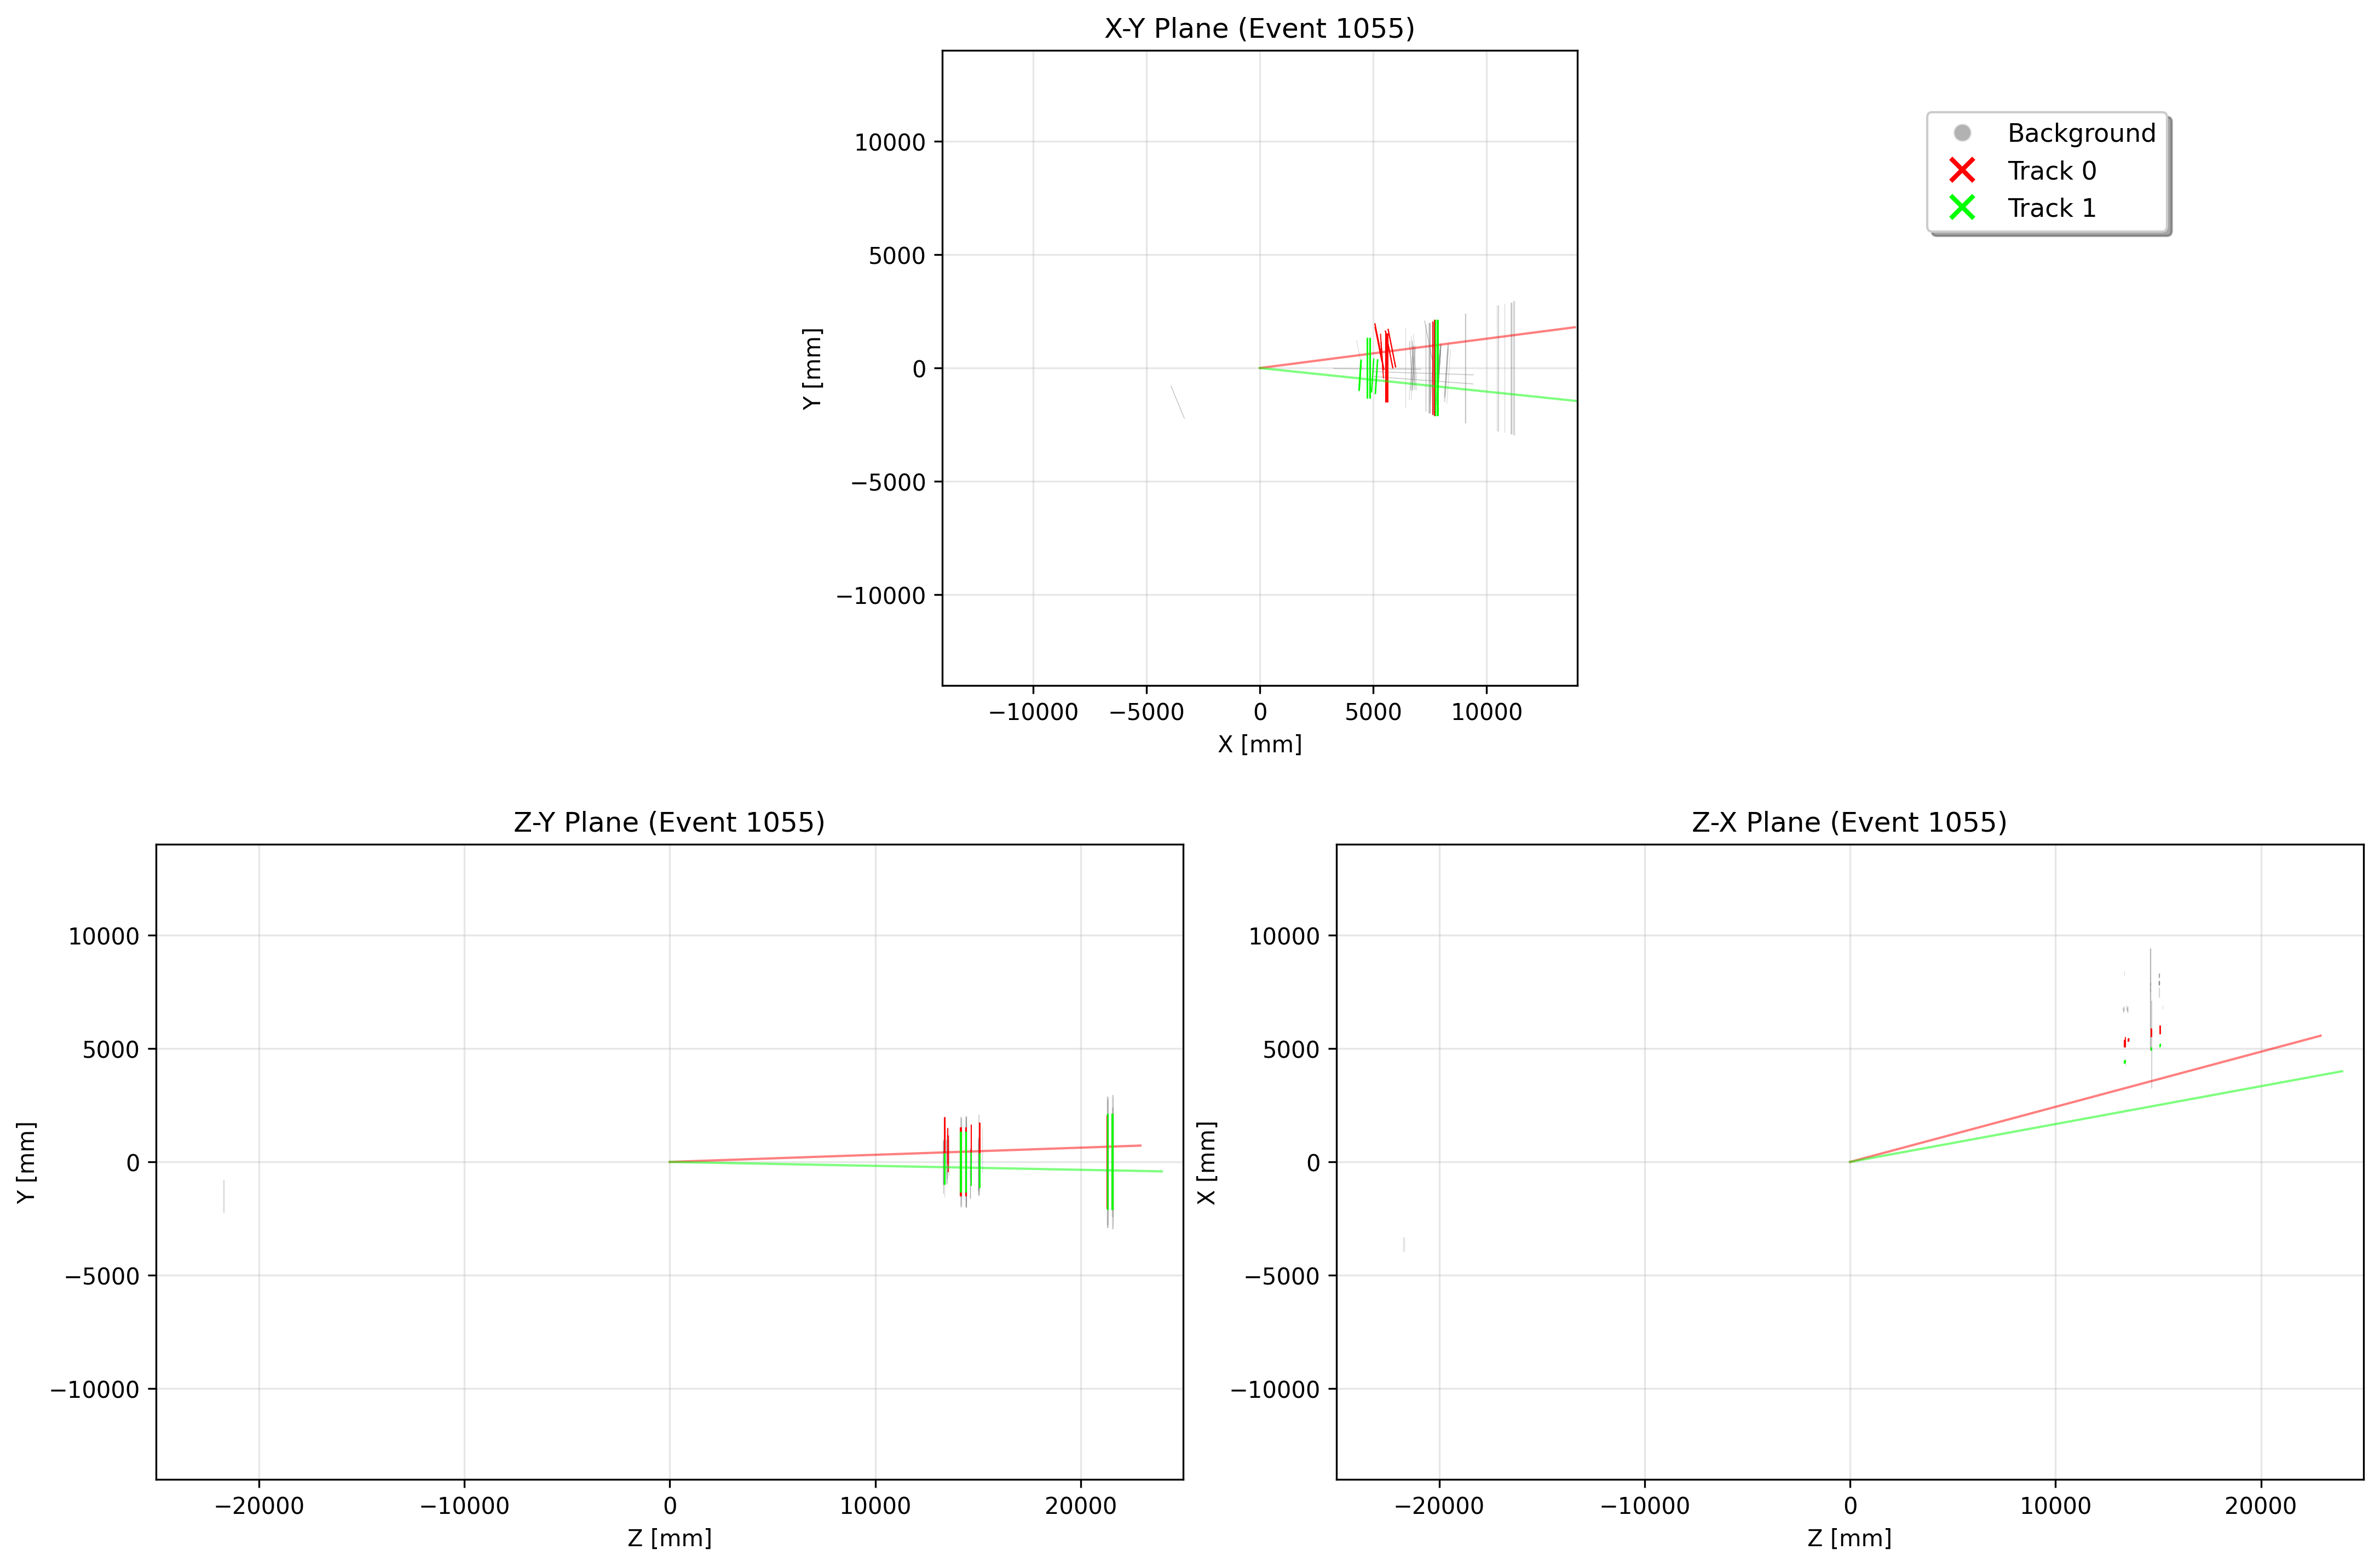 X-Y Plane (Event 1055)
10000
5000
0
−5000
−10000
Y [mm]
−10000 −5000 0 5000 10000
X [mm]
Background
Track 0
Track 1
Z-Y Plane (Event 1055)
10000
5000
0
−5000
−10000
Y [mm]
−20000 −10000 0 10000 20000
Z [mm]
Z-X Plane (Event 1055)
10000
5000
0
−5000
−10000
X [mm]
−20000 −10000 0 10000 20000
Z [mm]